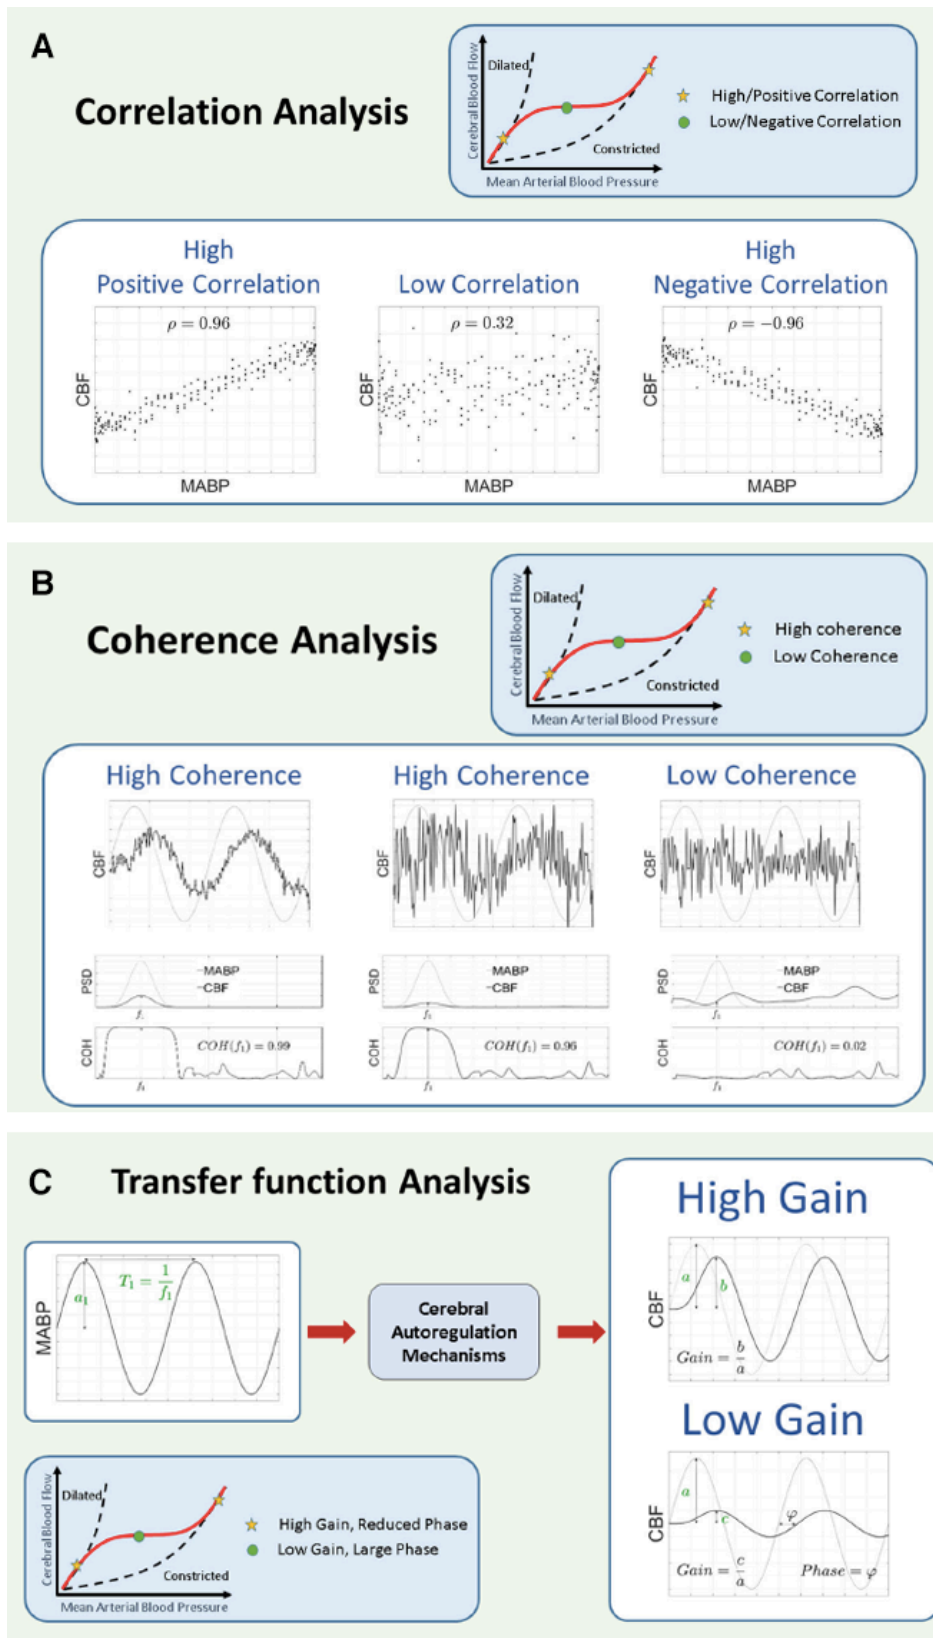 A
Correlation Analysis
Cerebral Blood Flow
Dilated
Constricted
Mean Arterial Blood Pressure
High/Positive Correlation
Low/Negative Correlation
High
Positive Correlation
ρ = 0.96
CBF
MABP
Low Correlation
ρ = 0.32
CBF
MABP
High
Negative Correlation
ρ = −0.96
CBF
MABP
B
Coherence Analysis
Cerebral Blood Flow
Dilated
Constricted
Mean Arterial Blood Pressure
High coherence
Low Coherence
High Coherence
CBF
PSD
MABP
CBF
COH
COH(f₁) = 0.99
f₁
High Coherence
CBF
PSD
MABP
CBF
f₁
COH
COH(f₁) = 0.96
f₁
Low Coherence
CBF
PSD
MABP
CBF
f₁
COH
COH(f₁) = 0.02
f₁
C
Transfer function Analysis
MABP
a₁
T₁ = 1/f₁
Cerebral
Autoregulation
Mechanisms
High Gain
CBF
a
b
Gain = b/a
Low Gain
CBF
a
c
φ
Gain = c/a
Phase = φ
Cerebral Blood Flow
Dilated
Constricted
Mean Arterial Blood Pressure
High Gain, Reduced Phase
Low Gain, Large Phase